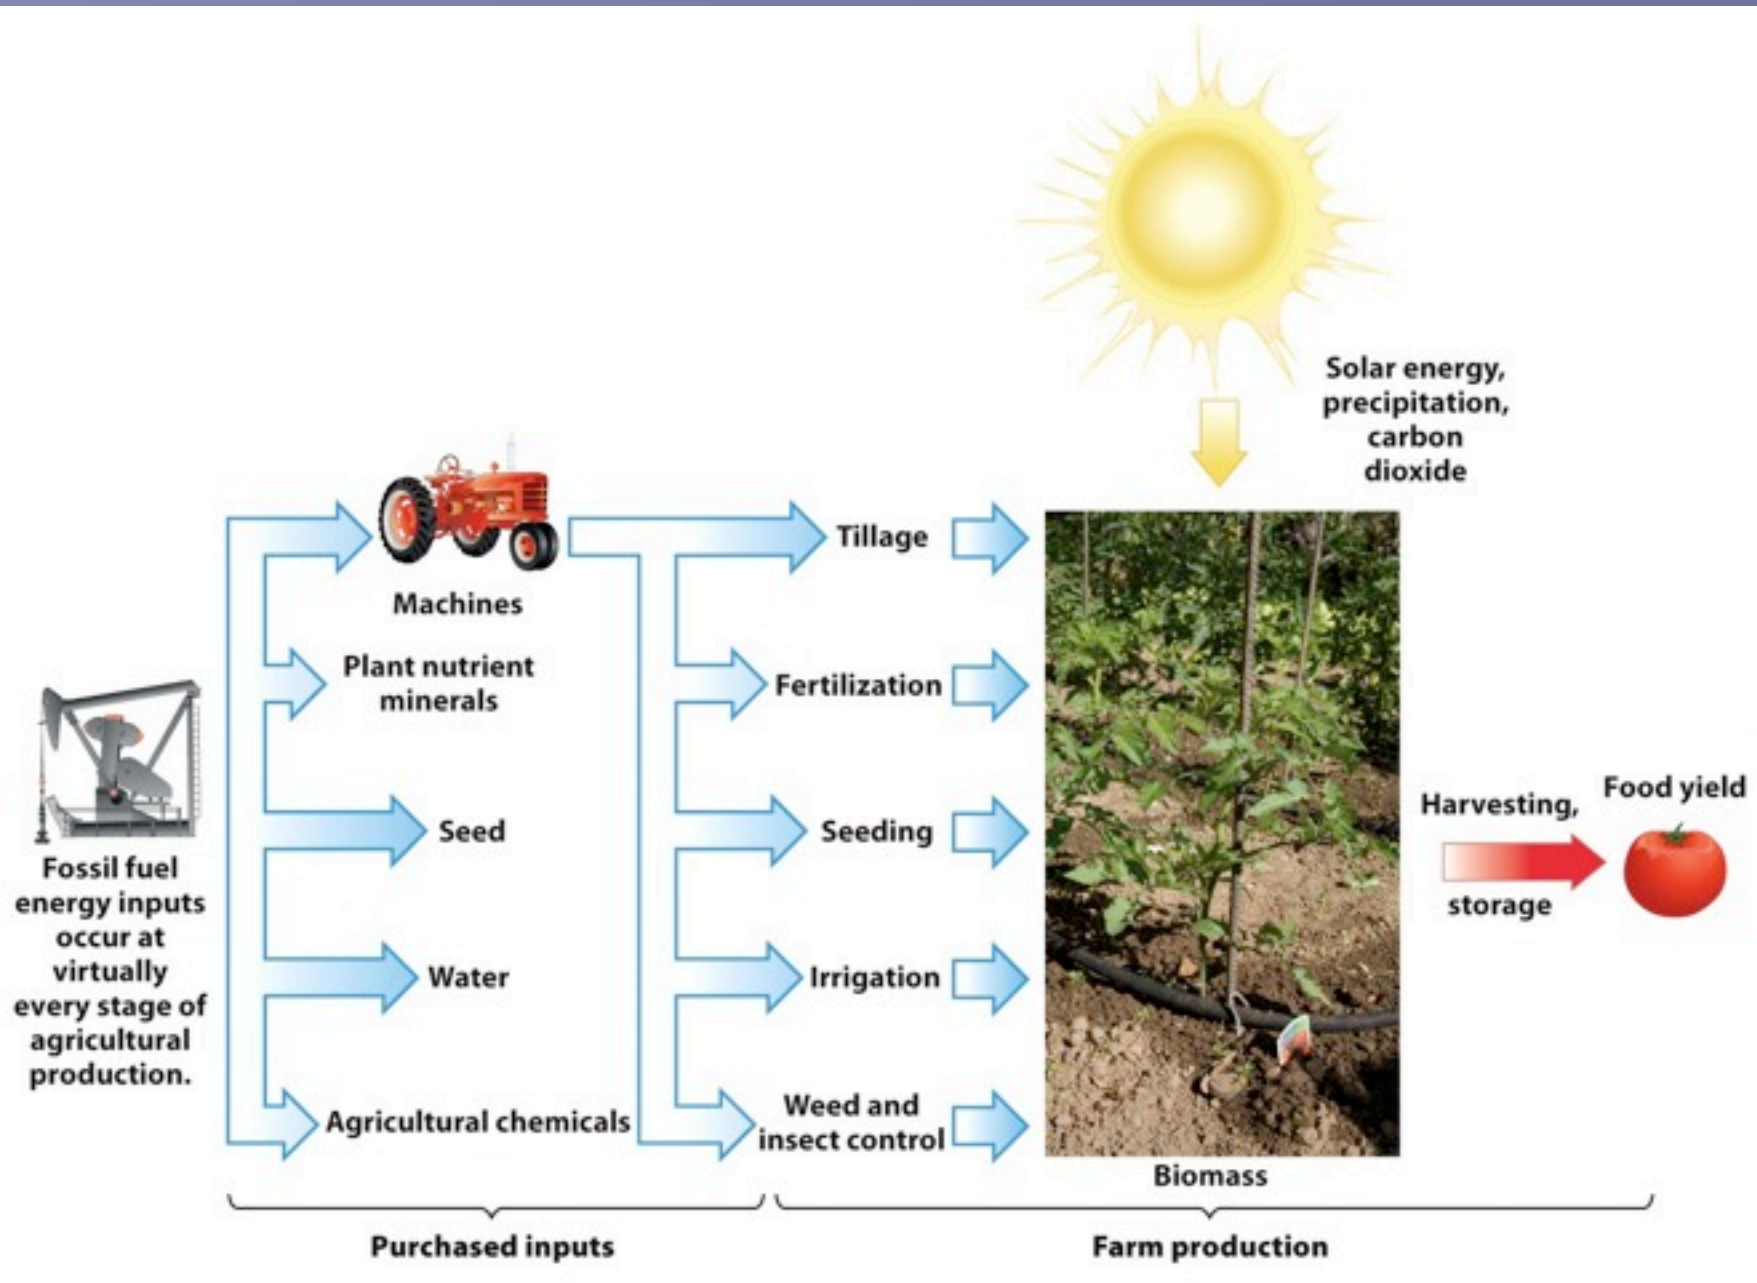 Solar energy,
precipitation,
carbon
dioxide
Machines
Plant nutrient
minerals
Seed
Water
Agricultural chemicals
Fossil fuel
energy inputs
occur at
virtually
every stage of
agricultural
production.
Tillage
Fertilization
Seeding
Irrigation
Weed and
insect control
Biomass
Harvesting,
storage
Food yield
Purchased inputs
Farm production